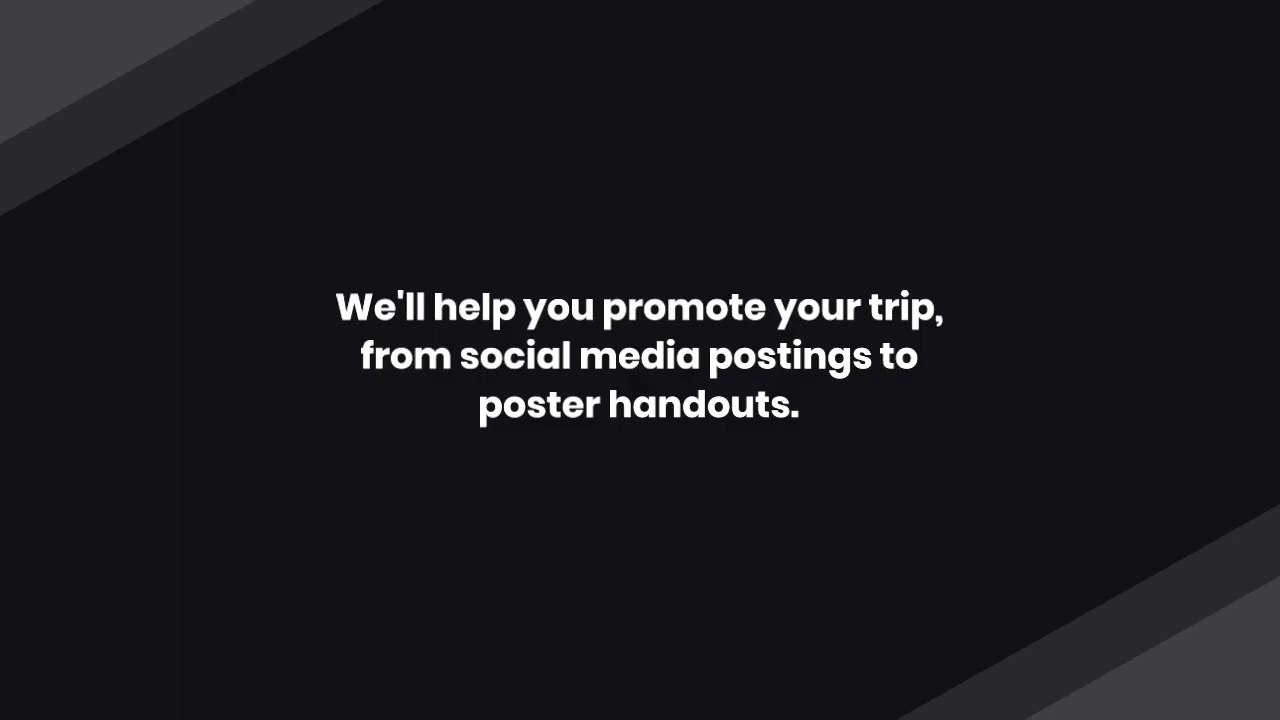 We'll help you promote your trip,
from social media postings to
poster handouts.